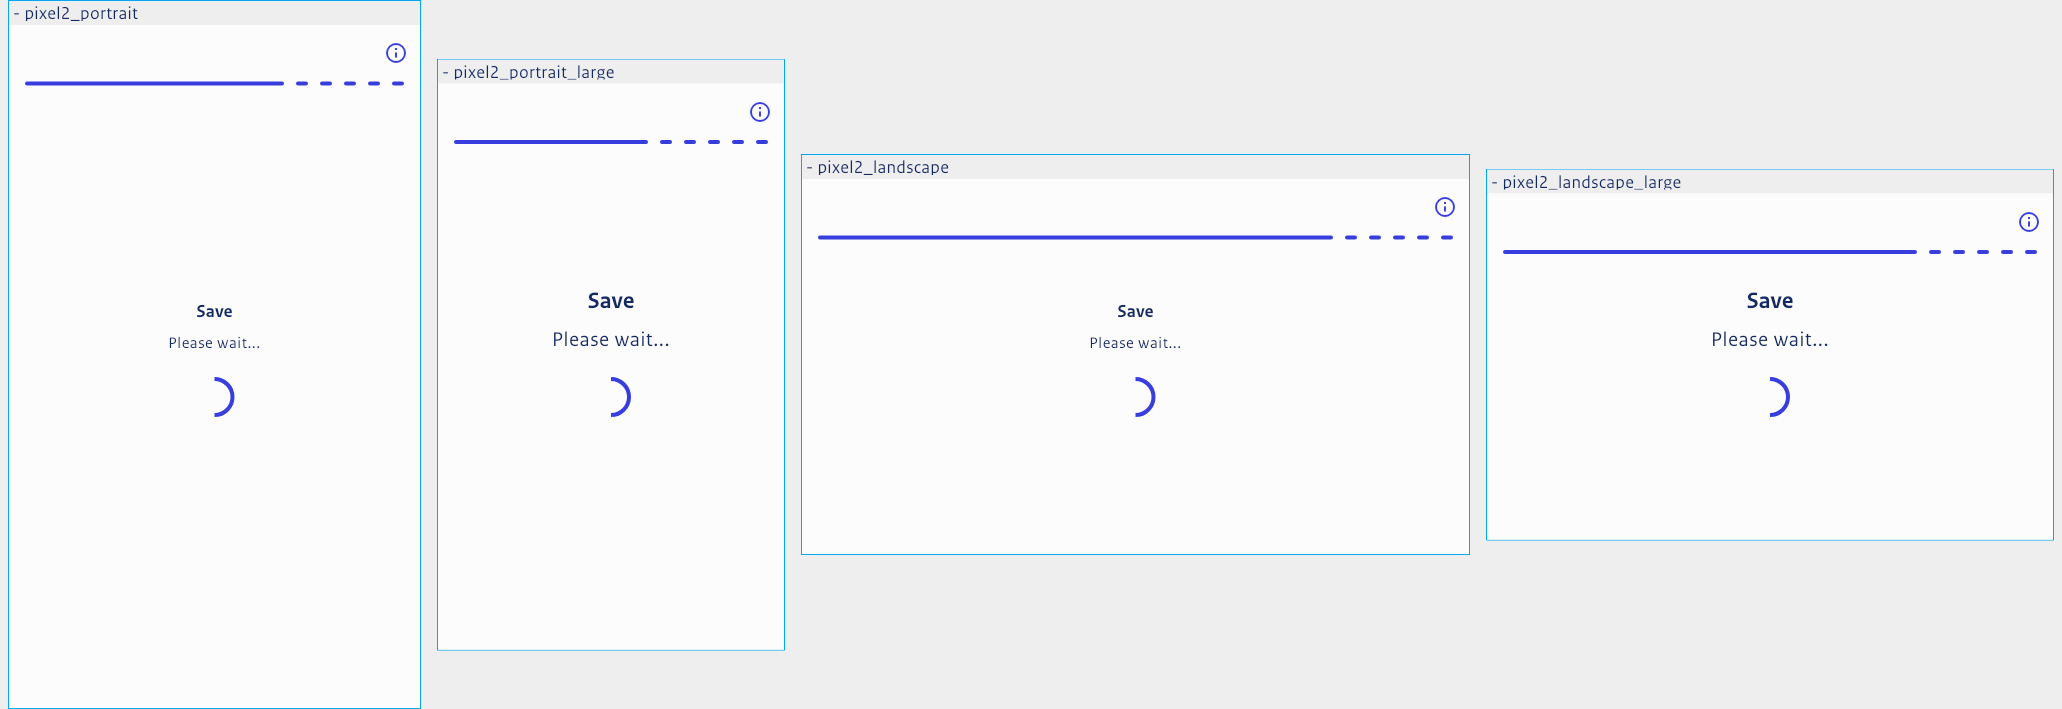 - pixel2_portrait
Save
Please wait...
- pixel2_portrait_large
Save
Please wait...
- pixel2_landscape
Save
Please wait...
- pixel2_landscape_large
Save
Please wait...